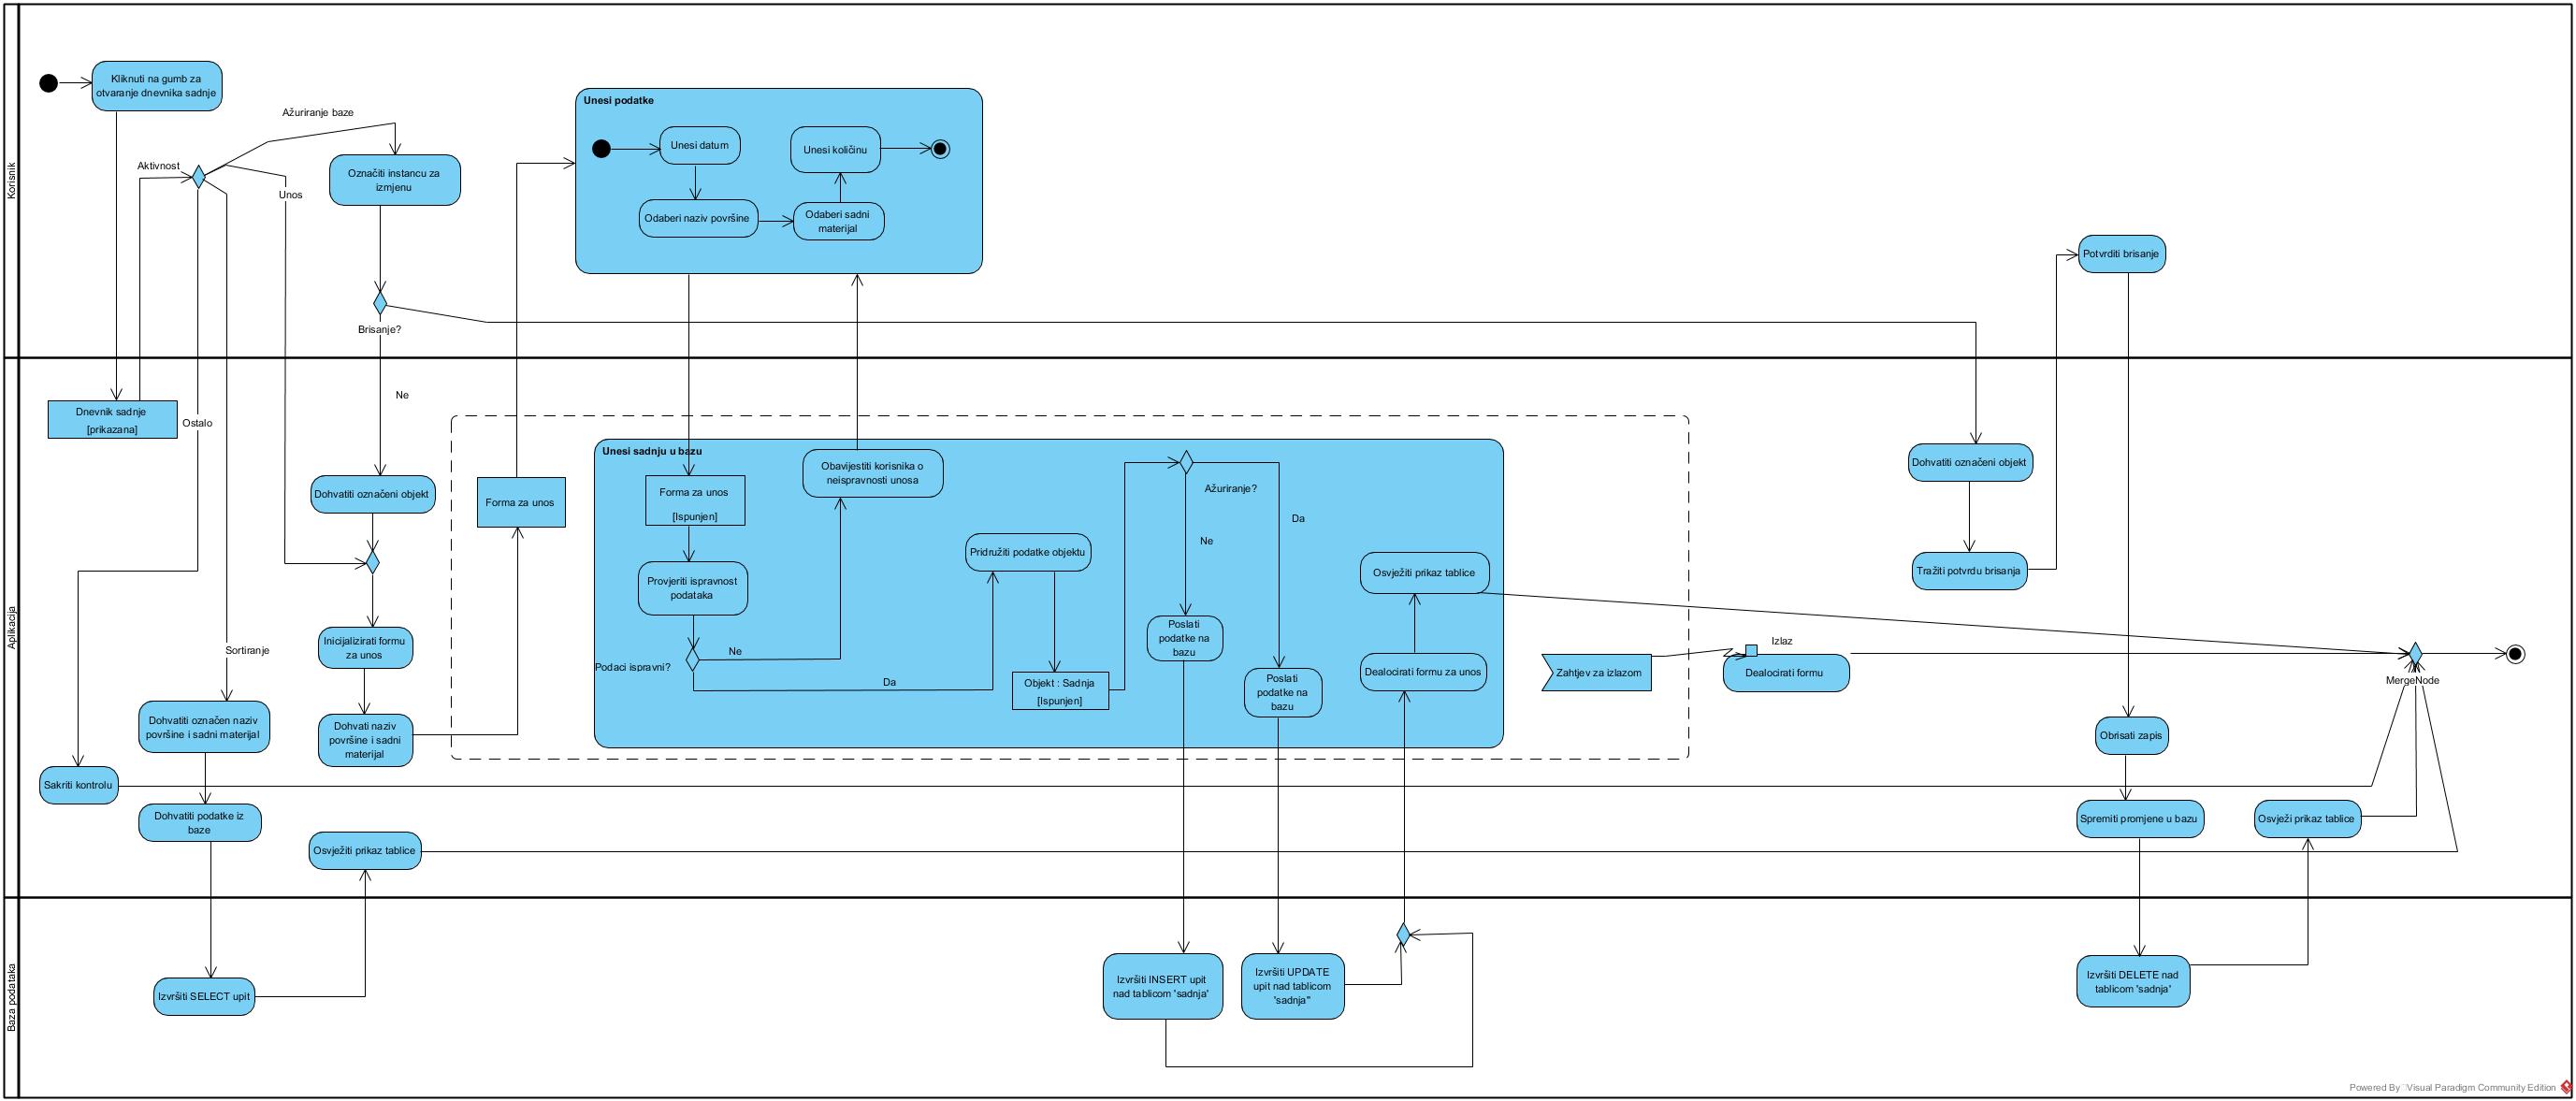 Korisnik
Kliknuti na gumb za
otvaranje dnevnika sadnje
Ažuriranje baze
Aktivnost
Unos
Označiti instancu za
izmjenu
Brisanje?
Unesi podatke
Unesi datum
Unesi količinu
Odaberi naziv površine
Odaberi sadni
materijal
Potvrditi brisanje
Aplikacija
Dnevnik sadnje
[prikazana]
Ostalo
Ne
Dohvatiti označeni objekt
Sortiranje
Inicijalizirati formu
za unos
Dohvatiti označen naziv
površine i sadni materijal
Dohvati naziv
površine i sadni
materijal
Sakriti kontrolu
Dohvatiti podatke iz
baze
Osvježiti prikaz tablice
Forma za unos
Unesi sadnju u bazu
Forma za unos
[Ispunjen]
Obavijestiti korisnika o
neispravnosti unosa
Provjeriti ispravnost
podataka
Podaci ispravni?
Ne
Da
Pridružiti podatke objektu
Objekt : Sadnja
[Ispunjen]
Ažuriranje?
Ne
Da
Poslati
podatke na
bazu
Poslati
podatke na
bazu
Osvježiti prikaz tablice
Dealocirati formu za unos
Zahtjev za izlazom
Izlaz
Dealocirati formu
Dohvatiti označeni objekt
Tražiti potvrdu brisanja
MergeNode
Obrisati zapis
Spremiti promjene u bazu
Osvježi prikaz tablice
Baza podataka
Izvršiti SELECT upit
Izvršiti INSERT upit
nad tablicom 'sadnja'
Izvršiti UPDATE
upit nad tablicom
'sadnja"
Izvršiti DELETE nad
tablicom 'sadnja'
Powered By Visual Paradigm Community Edition